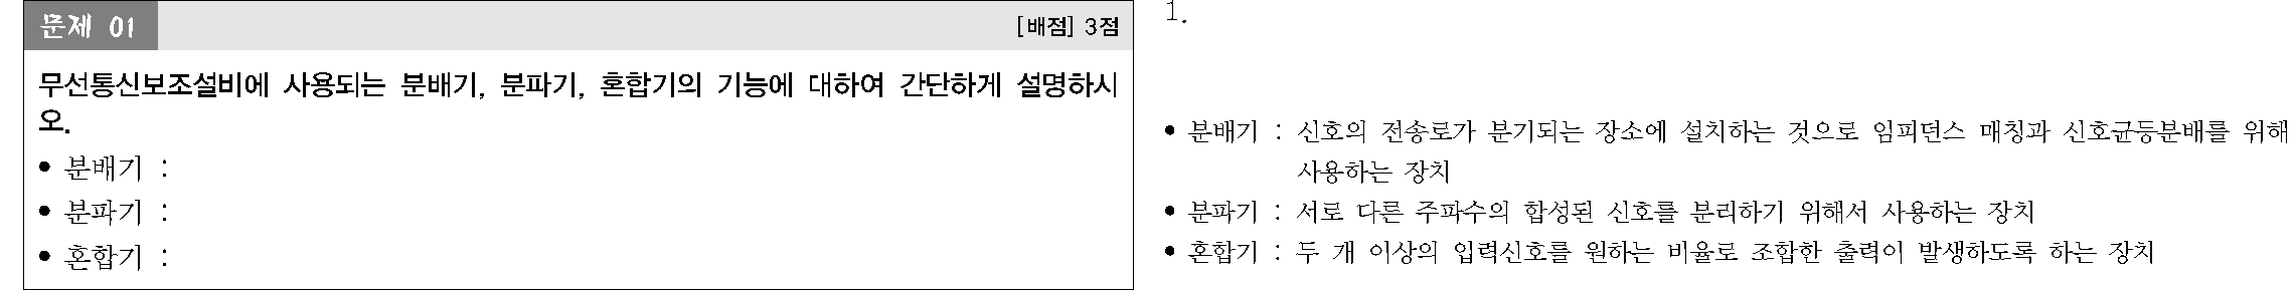 문제 01
[배점] 3점
무선통신보조설비에 사용되는 분배기, 분파기, 혼합기의 기능에 대하여 간단하게 설명하시
오.
• 분배기 :
• 분파기 :
• 혼합기 :
1.
• 분배기 : 신호의 전송로가 분기되는 장소에 설치하는 것으로 임피던스 매칭과 신호균등분배를 위해
사용하는 장치
• 분파기 : 서로 다른 주파수의 합성된 신호를 분리하기 위해서 사용하는 장치
• 혼합기 : 두 개 이상의 입력신호를 원하는 비율로 조합한 출력이 발생하도록 하는 장치